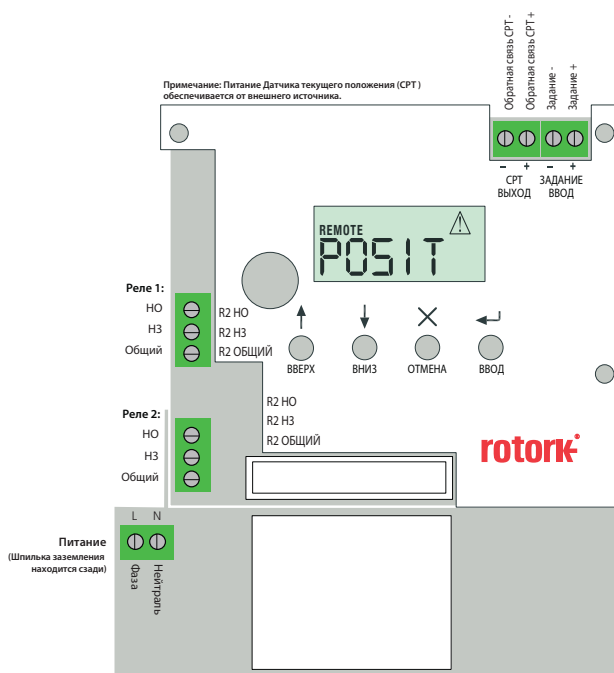 Обратная связь CPT -
Обратная связь CPT +
Задание -
Задание +
Примечание: Питание Датчика текущего положения (CPT )
обеспечивается от внешнего источника.
– + – +
CPT
ВЫХОД
ЗАДАНИЕ
ВВОД
REMOTE
POSIT
Реле 1:
НО
НЗ
Общий
R2 НО
R2 НЗ
R2 ОБЩИЙ
ВВЕРХ
ВНИЗ
ОТМЕНА
ВВОД
Реле 2:
НО
НЗ
Общий
R2 НО
R2 НЗ
R2 ОБЩИЙ
rotork®
L N
Питание
(Шпилька заземления
находится сзади)
Фаза
Нейтраль